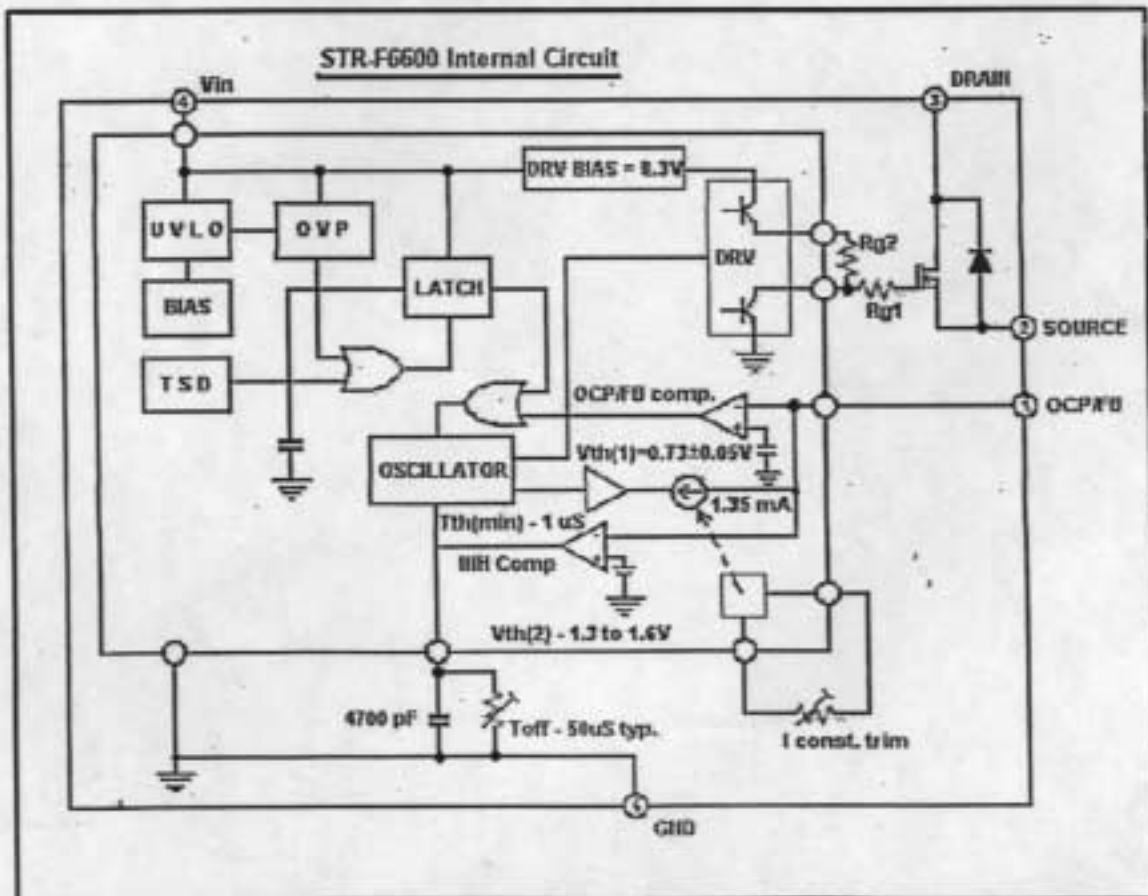 STR-F6600 Internal Circuit
Vin
4
DRAIN
3
DRV BIAS = 8.3V
UVLO
OVP
DRV
Rg2
LATCH
BIAS
Rg1
2
SOURCE
TSD
OCP/FB comp.
1
OCP/FB
Vth(1)=0.73±0.05V
OSCILLATOR
1.35 mA
Tth(min) - 1 uS
INH Comp
Vth(2) - 1.3 to 1.6V
4700 pF
Toff - 50uS typ.
I const. trim
5
GND